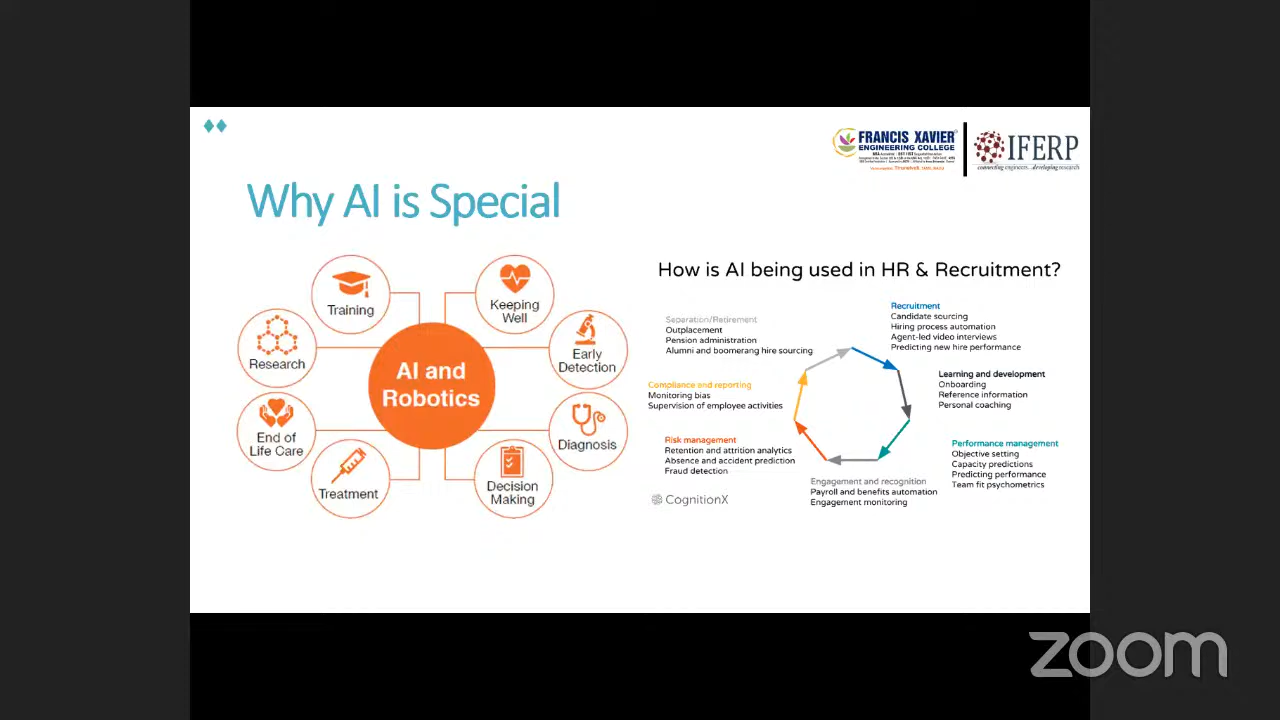 FRANCIS XAVIER
ENGINEERING COLLEGE
IFERP
connecting engineers...developing research
Why AI is Special
Training
Keeping
Well
Research
Early
Detection
AI and
Robotics
End of
Life Care
Diagnosis
Treatment
Decision
Making
How is AI being used in HR & Recruitment?
Recruitment
Candidate sourcing
Hiring process automation
Agent-led video interviews
Predicting new hire performance
Learning and development
Onboarding
Reference information
Personal coaching
Performance management
Objective setting
Capacity predictions
Predicting performance
Team fit psychometrics
Engagement and recognition
Payroll and benefits automation
Engagement monitoring
Risk management
Retention and attrition analytics
Absence and accident prediction
Fraud detection
Compliance and reporting
Monitoring bias
Supervision of employee activities
Separation/Retirement
Outplacement
Pension administration
Alumni and boomerang hire sourcing
CognitionX
zoom